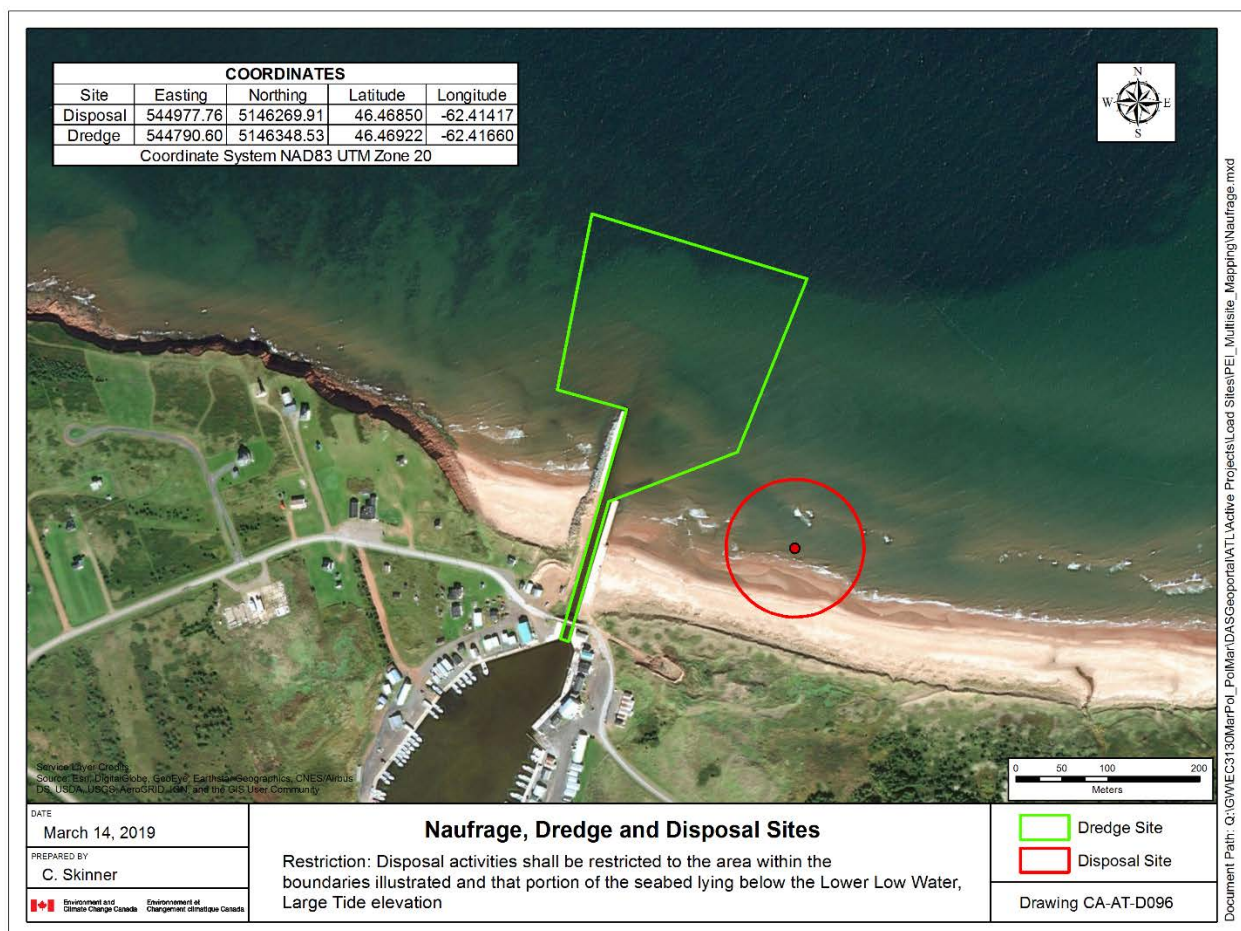 COORDINATES
Site Easting Northing Latitude Longitude
Disposal 544977.76 5146269.91 46.46850 -62.41417
Dredge 544790.60 5146348.53 46.46922 -62.41660
Coordinate System NAD83 UTM Zone 20
N
W E
S
Service Layer Credits:
Source: Esri, DigitalGlobe, GeoEye, Earthstar Geographics, CNES/Airbus
DS, USDA, USGS, AeroGRID, IGN, and the GIS User Community
0 50 100 200
Meters
DATE
March 14, 2019
PREPARED BY
C. Skinner
Environment and Environnement et
Climate Change Canada Changement climatique Canada
Naufrage, Dredge and Disposal Sites
Restriction: Disposal activities shall be restricted to the area within the
boundaries illustrated and that portion of the seabed lying below the Lower Low Water,
Large Tide elevation
Dredge Site
Disposal Site
Drawing CA-AT-D096
Document Path: Q:\GW\EC3130MarPol_PolMar\DASGeoportal\ATL\Active Projects\Load Sites\PEI_Multisite_Mapping\Naufrage.mxd